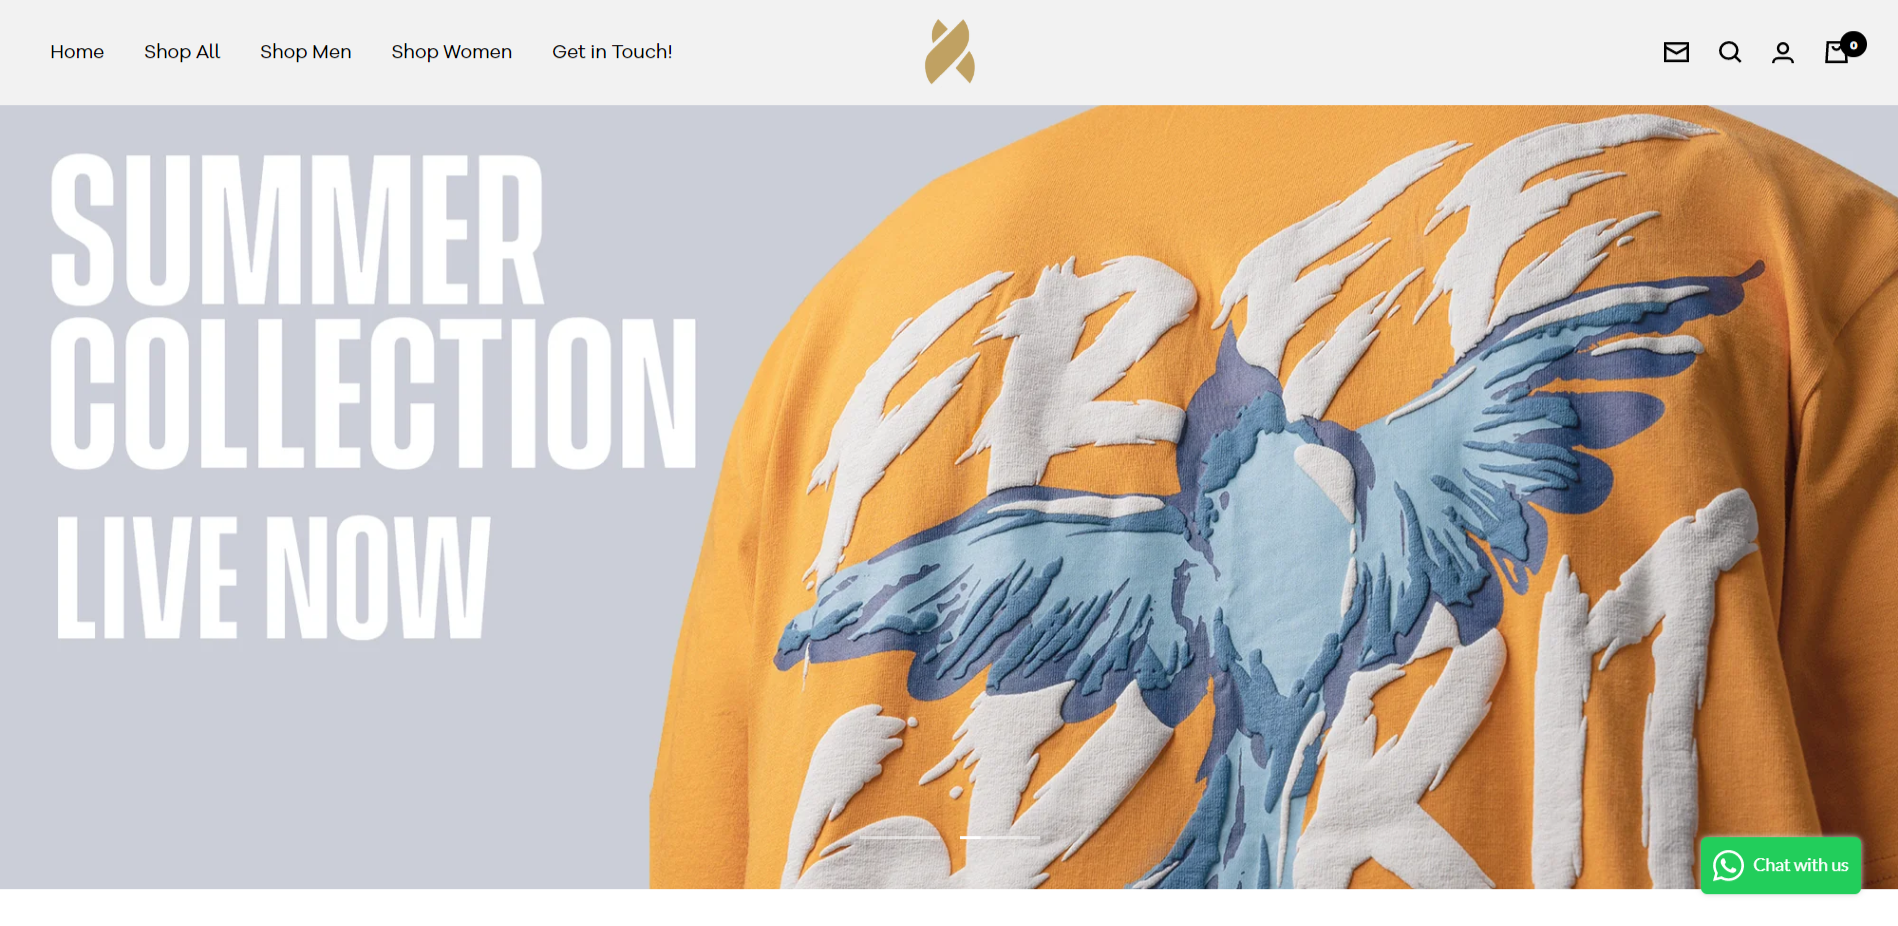 Home
Shop All
Shop Men
Shop Women
Get in Touch!
0
SUMMER
COLLECTION
LIVE NOW
FREE
SPIRIT
Chat with us